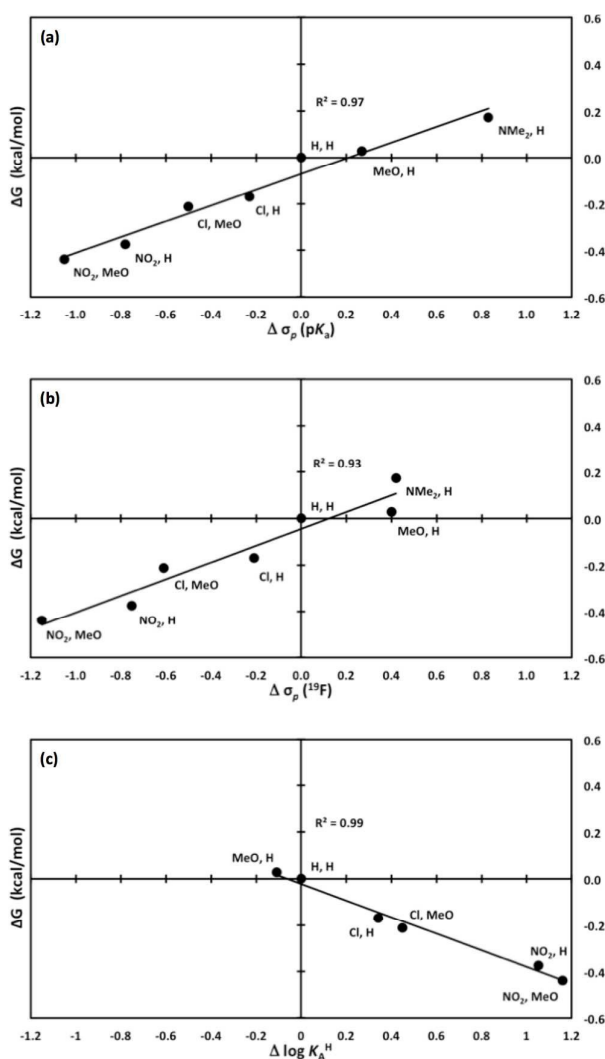 (a)
0.6
0.4
R² = 0.97
0.2
NMe₂, H
H, H
0.0
MeO, H
ΔG (kcal/mol)
Cl, H
-0.2
Cl, MeO
NO₂, H
-0.4
NO₂, MeO
-0.6
-1.2 -1.0 -0.8 -0.6 -0.4 -0.2 0.0 0.2 0.4 0.6 0.8 1.0 1.2
Δ σp (pKa)
(b)
0.6
0.4
R² = 0.93
0.2
NMe₂, H
H, H
0.0
MeO, H
ΔG (kcal/mol)
Cl, H
-0.2
Cl, MeO
NO₂, H
-0.4
NO₂, MeO
-0.6
-1.2 -1.0 -0.8 -0.6 -0.4 -0.2 0.0 0.2 0.4 0.6 0.8 1.0 1.2
Δ σp (¹⁹F)
(c)
0.6
0.4
R² = 0.99
0.2
MeO, H
H, H
0.0
ΔG (kcal/mol)
Cl, MeO
Cl, H
-0.2
NO₂, H
-0.4
NO₂, MeO
-0.6
-1.2 -1.0 -0.8 -0.6 -0.4 -0.2 0.0 0.2 0.4 0.6 0.8 1.0 1.2
Δ log K_A^H